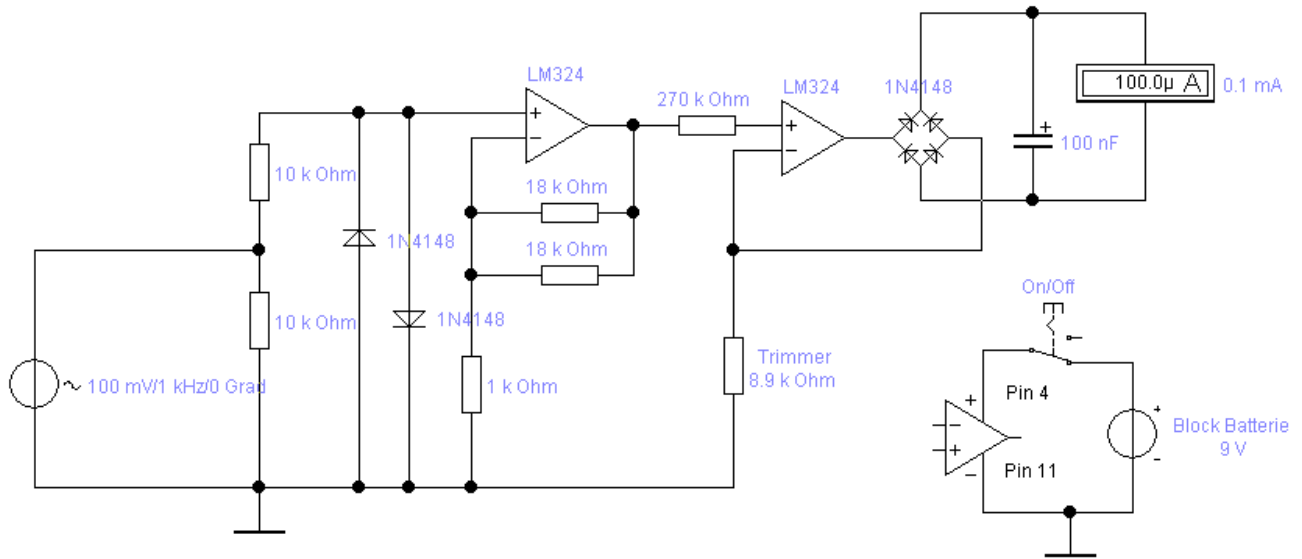 LM324
270 k Ohm
LM324
1N4148
100.0µ A
0.1 mA
+
−
+
−
+
100 nF
10 k Ohm
18 k Ohm
1N4148
18 k Ohm
10 k Ohm
1N4148
On/Off
~ 100 mV/1 kHz/0 Grad
1 k Ohm
Trimmer
8.9 k Ohm
+
Pin 4
−
+
−
Pin 11
+
−
Block Batterie
9 V